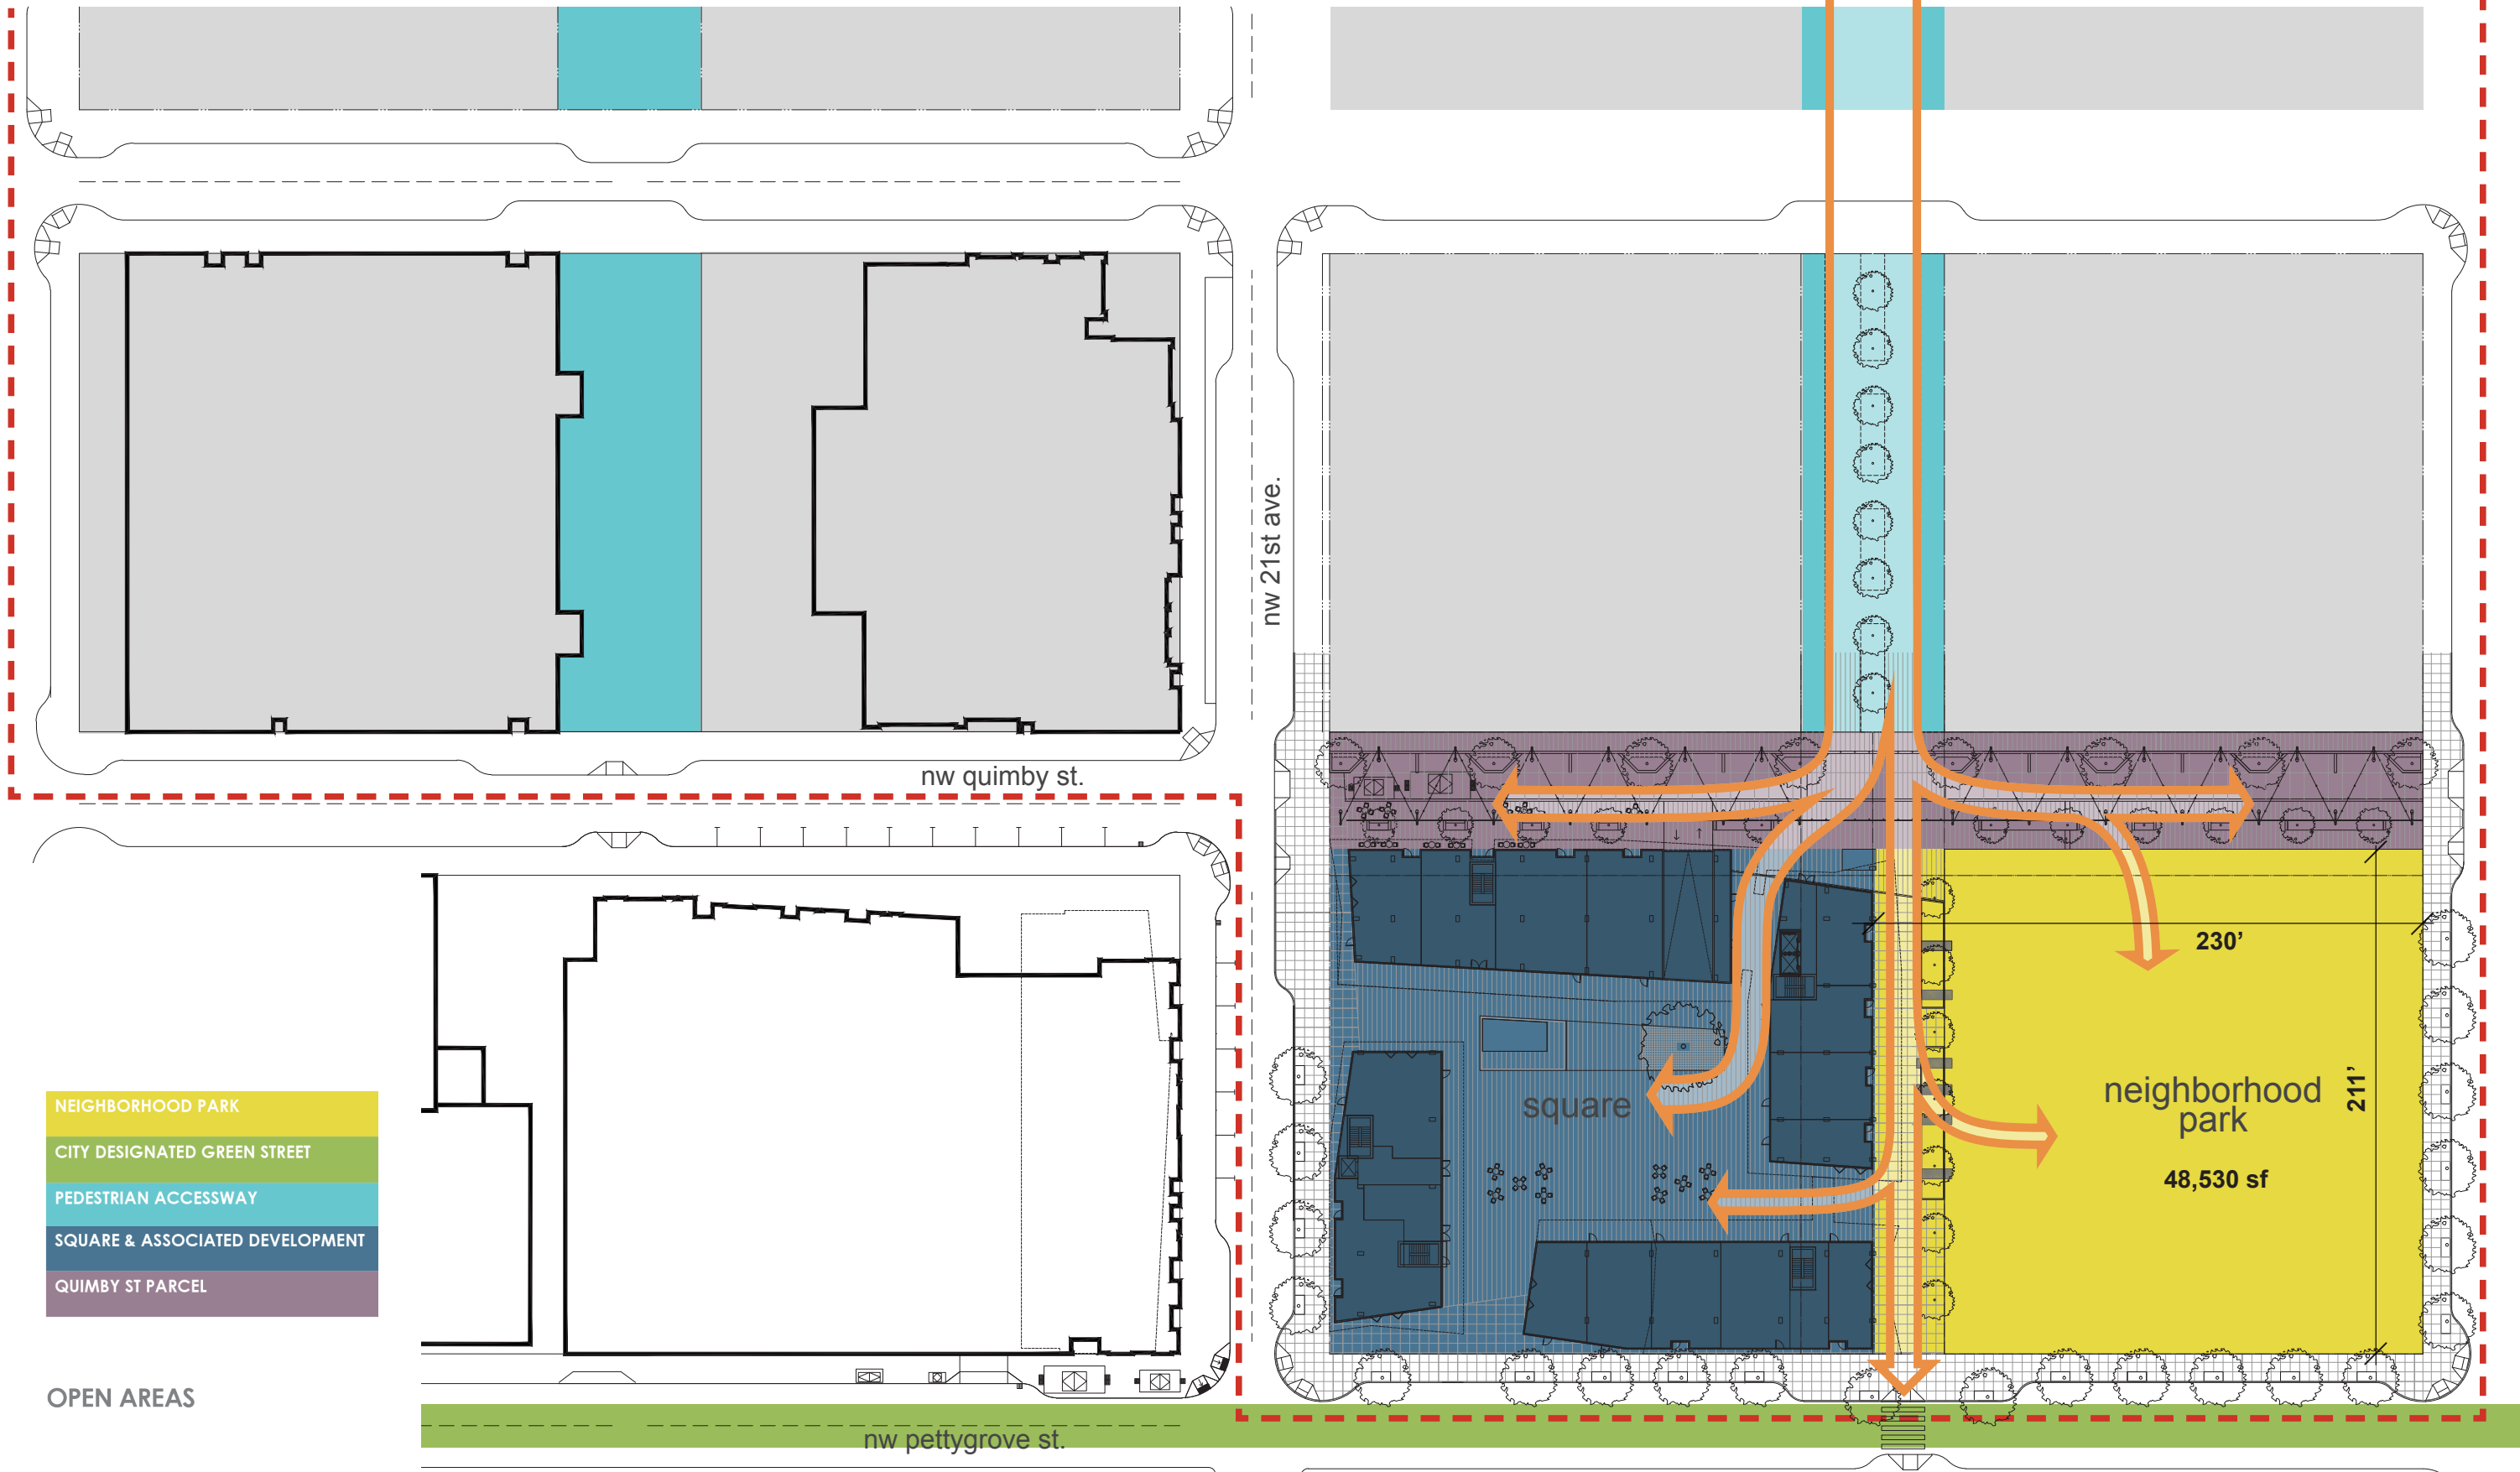 nw 21st ave.
nw quimby st.
230’
neighborhood
park
211’
48,530 sf
square
NEIGHBORHOOD PARK
CITY DESIGNATED GREEN STREET
PEDESTRIAN ACCESSWAY
SQUARE & ASSOCIATED DEVELOPMENT
QUIMBY ST PARCEL
OPEN AREAS
nw pettygrove st.